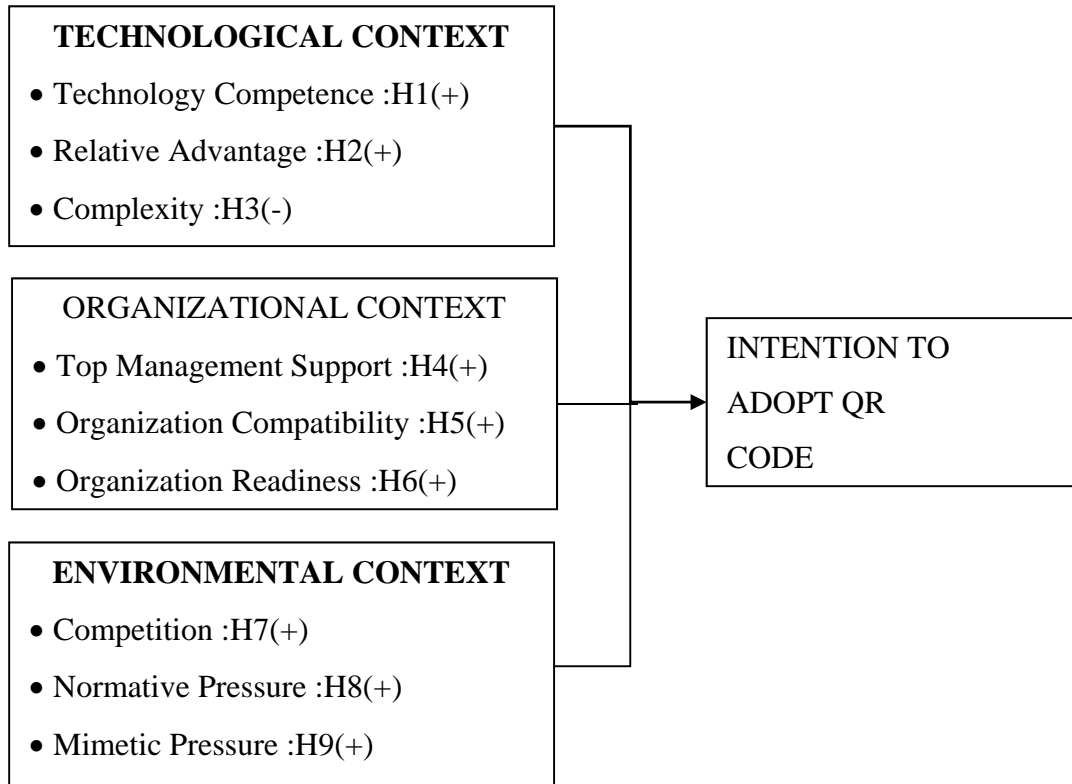 TECHNOLOGICAL CONTEXT
• Technology Competence :H1(+)
• Relative Advantage :H2(+)
• Complexity :H3(-)
ORGANIZATIONAL CONTEXT
• Top Management Support :H4(+)
• Organization Compatibility :H5(+)
• Organization Readiness :H6(+)
ENVIRONMENTAL CONTEXT
• Competition :H7(+)
• Normative Pressure :H8(+)
• Mimetic Pressure :H9(+)
INTENTION TO
ADOPT QR
CODE